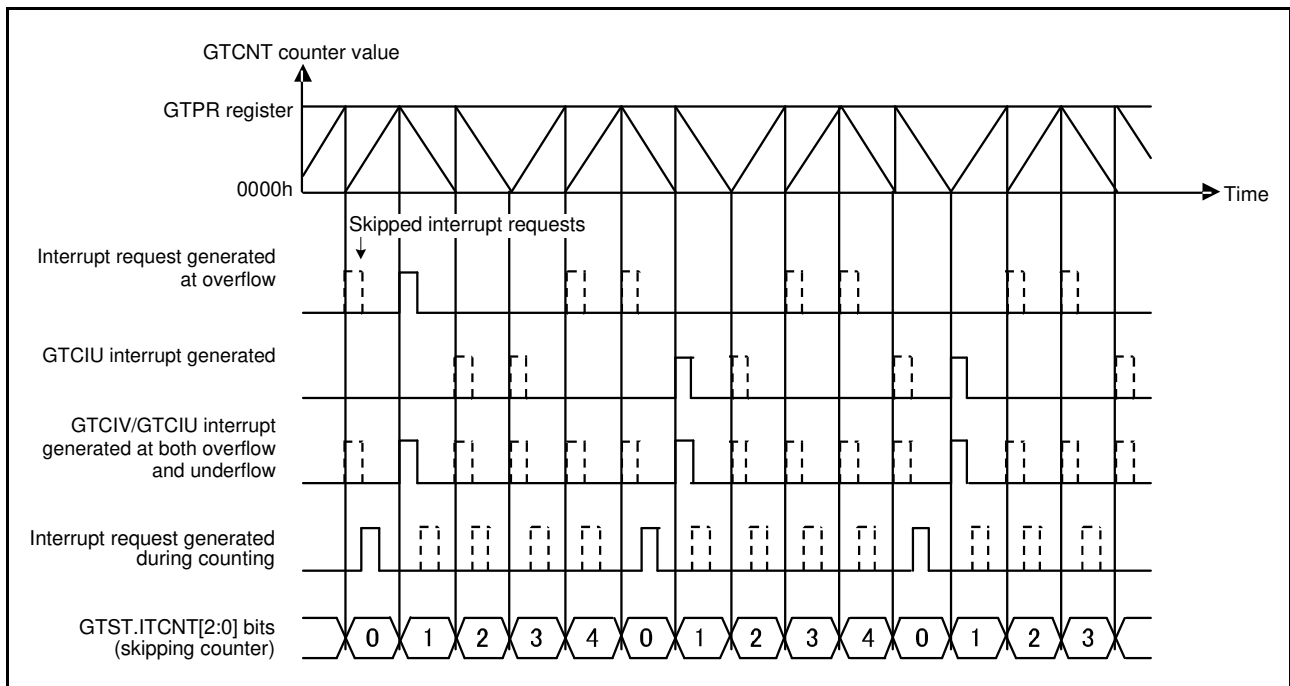 GTCNT counter value
GTPR register
0000h
Time
Skipped interrupt requests
Interrupt request generated
at overflow
GTCIU interrupt generated
GTCIV/GTCIU interrupt
generated at both overflow
and underflow
Interrupt request generated
during counting
GTST.ITCNT[2:0] bits
(skipping counter)
0 1 2 3 4 0 1 2 3 4 0 1 2 3